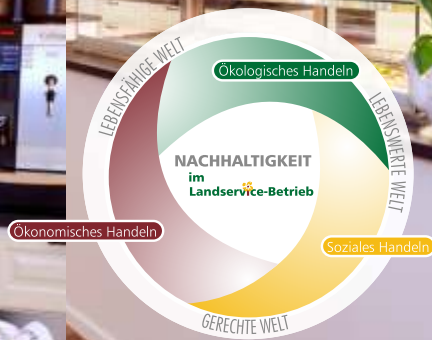 LEBENSFÄHIGE WELT
Ökologisches Handeln
LEBENSWERTE WELT
NACHHALTIGKEIT
im
Landservice-Betrieb
Ökonomisches Handeln
Soziales Handeln
GERECHTE WELT